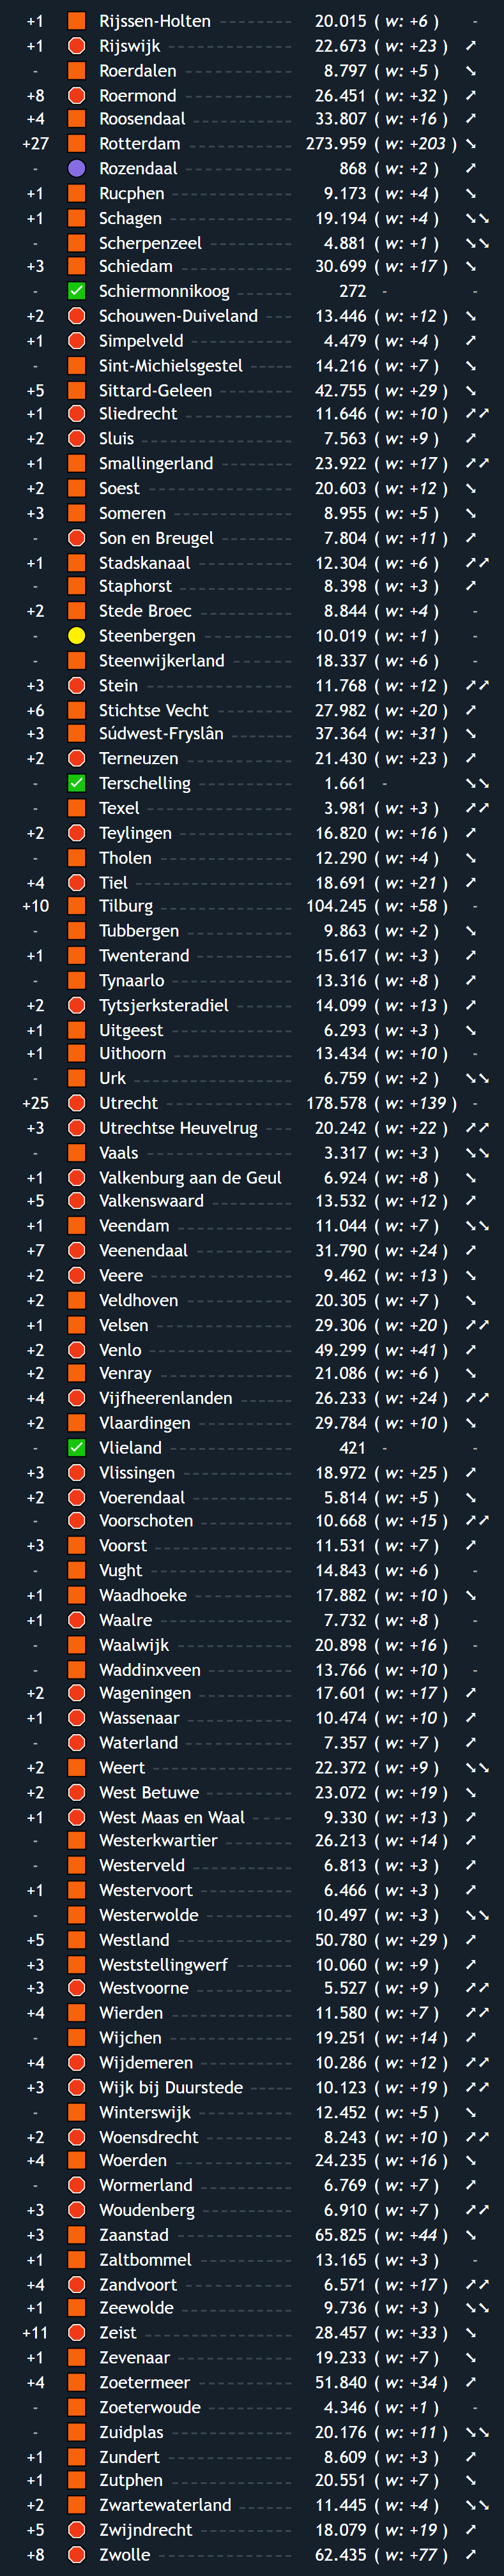 +1 Rijssen-Holten 20.015 ( w: +6 ) -
+1 Rijswijk 22.673 ( w: +23 ) ➚
- Roerdalen 8.797 ( w: +5 ) ➘
+8 Roermond 26.451 ( w: +32 ) ➚
+4 Roosendaal 33.807 ( w: +16 ) ➚
+27 Rotterdam 273.959 ( w: +203 ) ➘
- Rozendaal 868 ( w: +2 ) ➚
+1 Rucphen 9.173 ( w: +4 ) ➘
+1 Schagen 19.194 ( w: +4 ) ➘➘
- Scherpenzeel 4.881 ( w: +1 ) ➘➘
+3 Schiedam 30.699 ( w: +17 ) ➘
- Schiermonnikoog 272 - -
+2 Schouwen-Duiveland 13.446 ( w: +12 ) ➘
+1 Simpelveld 4.479 ( w: +4 ) ➚
- Sint-Michielsgestel 14.216 ( w: +7 ) ➘
+5 Sittard-Geleen 42.755 ( w: +29 ) ➘
+1 Sliedrecht 11.646 ( w: +10 ) ➚➚
+2 Sluis 7.563 ( w: +9 ) ➚
+1 Smallingerland 23.922 ( w: +17 ) ➚➚
+2 Soest 20.603 ( w: +12 ) ➘
+3 Someren 8.955 ( w: +5 ) ➘
- Son en Breugel 7.804 ( w: +11 ) ➚
+1 Stadskanaal 12.304 ( w: +6 ) ➚➚
- Staphorst 8.398 ( w: +3 ) ➚
+2 Stede Broec 8.844 ( w: +4 ) -
- Steenbergen 10.019 ( w: +1 ) -
- Steenwijkerland 18.337 ( w: +6 ) -
+3 Stein 11.768 ( w: +12 ) ➚➚
+6 Stichtse Vecht 27.982 ( w: +20 ) ➚
+3 Súdwest-Fryslân 37.364 ( w: +31 ) ➘
+2 Terneuzen 21.430 ( w: +23 ) ➚
- Terschelling 1.661 - ➘➘
- Texel 3.981 ( w: +3 ) ➚➚
+2 Teylingen 16.820 ( w: +16 ) ➚
- Tholen 12.290 ( w: +4 ) ➘
+4 Tiel 18.691 ( w: +21 ) ➚
+10 Tilburg 104.245 ( w: +58 ) -
- Tubbergen 9.863 ( w: +2 ) ➘
+1 Twenterand 15.617 ( w: +3 ) ➚
- Tynaarlo 13.316 ( w: +8 ) ➚
+2 Tytsjerksteradiel 14.099 ( w: +13 ) ➚
+1 Uitgeest 6.293 ( w: +3 ) ➘
+1 Uithoorn 13.434 ( w: +10 ) -
- Urk 6.759 ( w: +2 ) ➘➘
+25 Utrecht 178.578 ( w: +139 ) -
+3 Utrechtse Heuvelrug 20.242 ( w: +22 ) ➚➚
- Vaals 3.317 ( w: +3 ) ➘➘
+1 Valkenburg aan de Geul 6.924 ( w: +8 ) ➘
+5 Valkenswaard 13.532 ( w: +12 ) ➚
+1 Veendam 11.044 ( w: +7 ) ➘➘
+7 Veenendaal 31.790 ( w: +24 ) ➚
+2 Veere 9.462 ( w: +13 ) ➘
+2 Veldhoven 20.305 ( w: +7 ) ➘
+1 Velsen 29.306 ( w: +20 ) ➚➚
+2 Venlo 49.299 ( w: +41 ) ➚
+2 Venray 21.086 ( w: +6 ) ➘
+4 Vijfheerenlanden 26.233 ( w: +24 ) ➚➚
+2 Vlaardingen 29.784 ( w: +10 ) ➘
- Vlieland 421 - -
+3 Vlissingen 18.972 ( w: +25 ) ➚
+2 Voerendaal 5.814 ( w: +5 ) ➘
- Voorschoten 10.668 ( w: +15 ) ➚➚
+3 Voorst 11.531 ( w: +7 ) ➚
- Vught 14.843 ( w: +6 ) -
+1 Waadhoeke 17.882 ( w: +10 ) ➘
+1 Waalre 7.732 ( w: +8 ) -
- Waalwijk 20.898 ( w: +16 ) -
- Waddinxveen 13.766 ( w: +10 ) -
+2 Wageningen 17.601 ( w: +17 ) ➚
+1 Wassenaar 10.474 ( w: +10 ) ➚
- Waterland 7.357 ( w: +7 ) ➚
+2 Weert 22.372 ( w: +9 ) ➘➘
+2 West Betuwe 23.072 ( w: +19 ) ➘
+1 West Maas en Waal 9.330 ( w: +13 ) ➚
- Westerkwartier 26.213 ( w: +14 ) ➚
- Westerveld 6.813 ( w: +3 ) ➚
+1 Westervoort 6.466 ( w: +3 ) ➚
- Westerwolde 10.497 ( w: +3 ) ➘➘
+5 Westland 50.780 ( w: +29 ) ➚
+3 Weststellingwerf 10.060 ( w: +9 ) ➚
+3 Westvoorne 5.527 ( w: +9 ) ➚➚
+4 Wierden 11.580 ( w: +7 ) ➚➚
- Wijchen 19.251 ( w: +14 ) ➚
+4 Wijdemeren 10.286 ( w: +12 ) ➚➚
+3 Wijk bij Duurstede 10.123 ( w: +19 ) ➚➚
- Winterswijk 12.452 ( w: +5 ) ➘
+2 Woensdrecht 8.243 ( w: +10 ) ➚➚
+4 Woerden 24.235 ( w: +16 ) ➘
- Wormerland 6.769 ( w: +7 ) ➚
+3 Woudenberg 6.910 ( w: +7 ) ➚➚
+3 Zaanstad 65.825 ( w: +44 ) ➘
+1 Zaltbommel 13.165 ( w: +3 ) -
+4 Zandvoort 6.571 ( w: +17 ) ➚➚
+1 Zeewolde 9.736 ( w: +3 ) ➘➘
+11 Zeist 28.457 ( w: +33 ) ➘
+1 Zevenaar 19.233 ( w: +7 ) ➘
+4 Zoetermeer 51.840 ( w: +34 ) ➚
- Zoeterwoude 4.346 ( w: +1 ) -
- Zuidplas 20.176 ( w: +11 ) ➘➘
+1 Zundert 8.609 ( w: +3 ) ➚
+1 Zutphen 20.551 ( w: +7 ) ➘
+2 Zwartewaterland 11.445 ( w: +4 ) ➘➘
+5 Zwijndrecht 18.079 ( w: +19 ) ➚
+8 Zwolle 62.435 ( w: +77 ) ➚